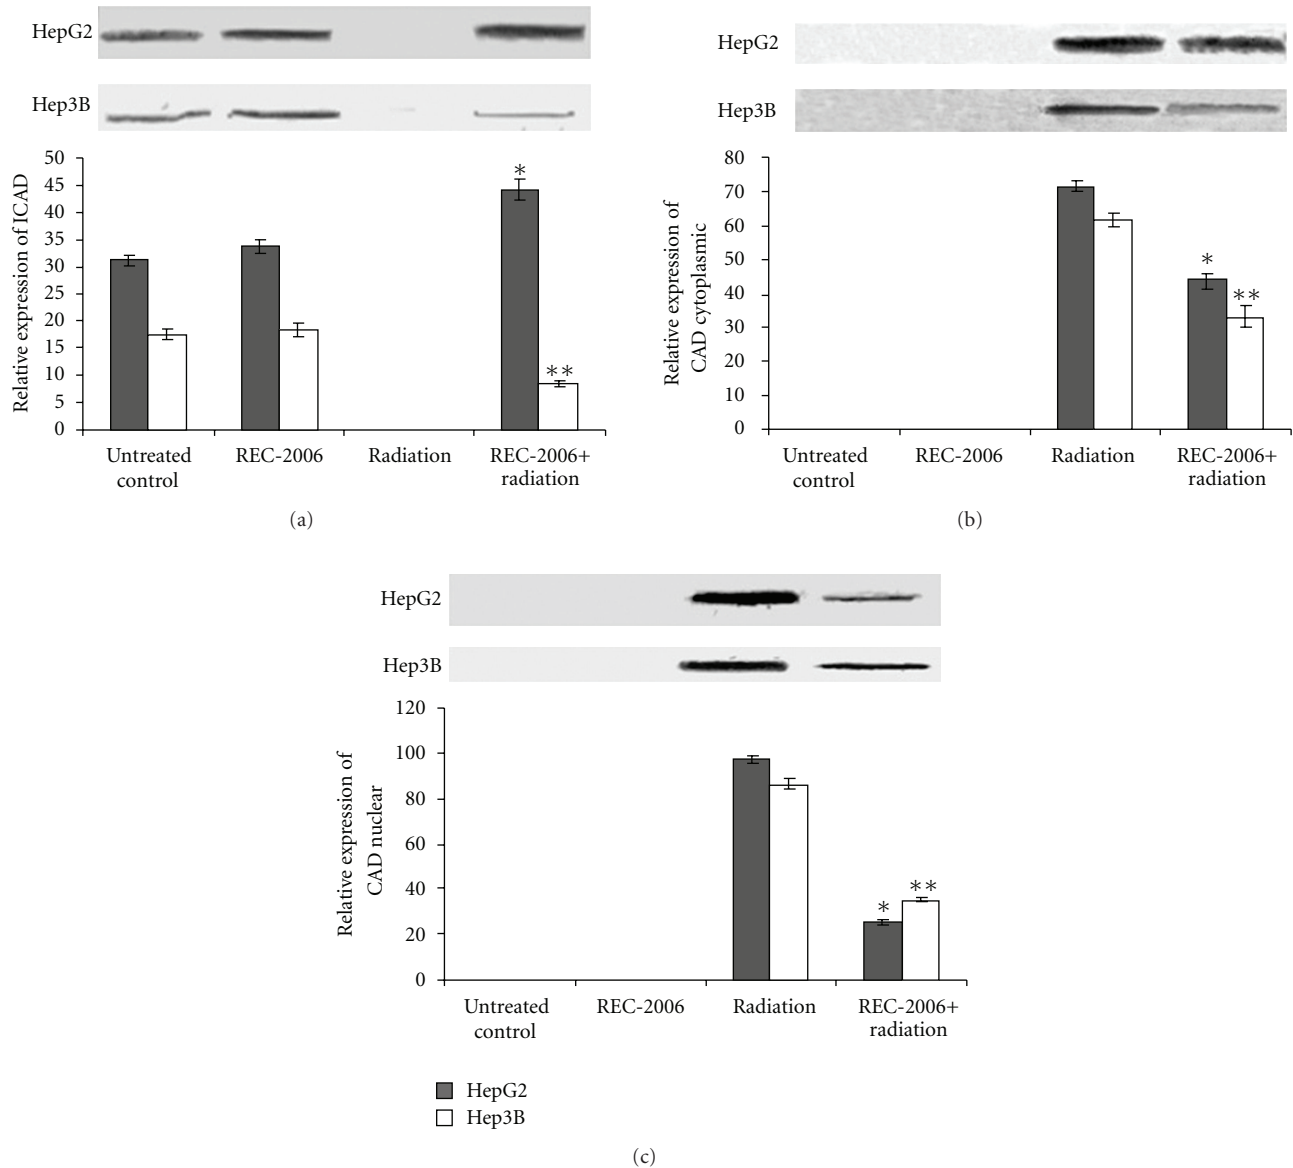 HepG2
Hep3B
50
45
40
35
30
25
20
15
10
5
0
Relative expression of ICAD
*
**
Untreated control
REC-2006
Radiation
REC-2006+ radiation
(a)
HepG2
Hep3B
80
70
60
50
40
30
20
10
0
Relative expression of
CAD cytoplasmic
*
**
Untreated control
REC-2006
Radiation
REC-2006+ radiation
(b)
HepG2
Hep3B
120
100
80
60
40
20
0
Relative expression of
CAD nuclear
*
**
Untreated control
REC-2006
Radiation
REC-2006+ radiation
HepG2
Hep3B
(c)